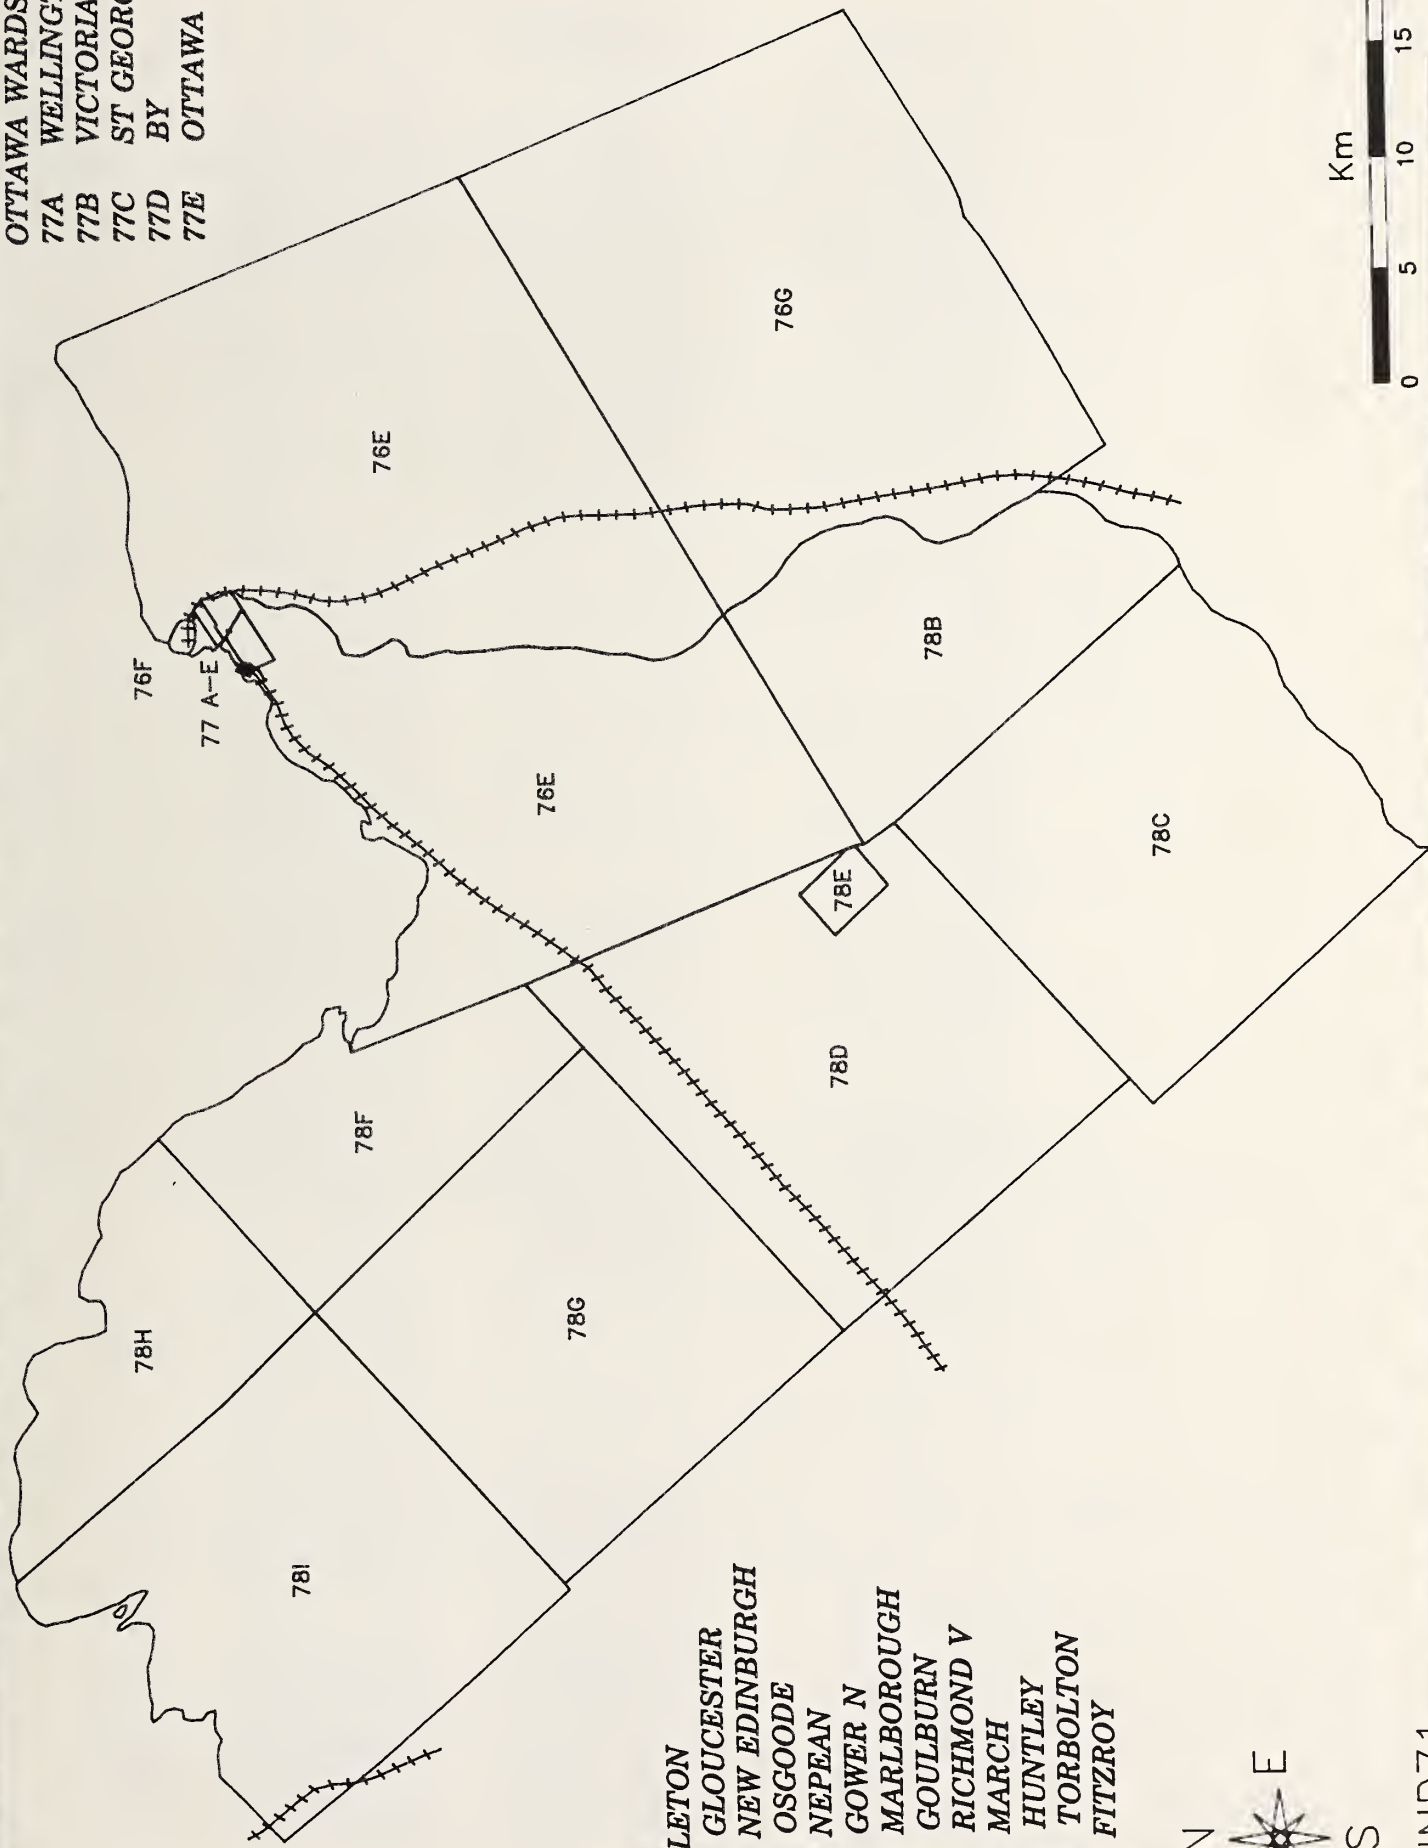 OTTAWA WARDS
77A WELLINGT
77B VICTORIA
77C ST GEORG
77D BY
77E OTTAWA
76F
77 A-E
76E
76E
76G
78B
78C
78E
78D
78F
78G
78H
78I
LETON
GLOUCESTER
NEW EDINBURGH
OSGOODE
NEPEAN
GOWER N
MARLBOROUGH
GOULBURN
RICHMOND V
MARCH
HUNTLEY
TORBOLTON
FITZROY
N
E
S
Km
0 5 10 15